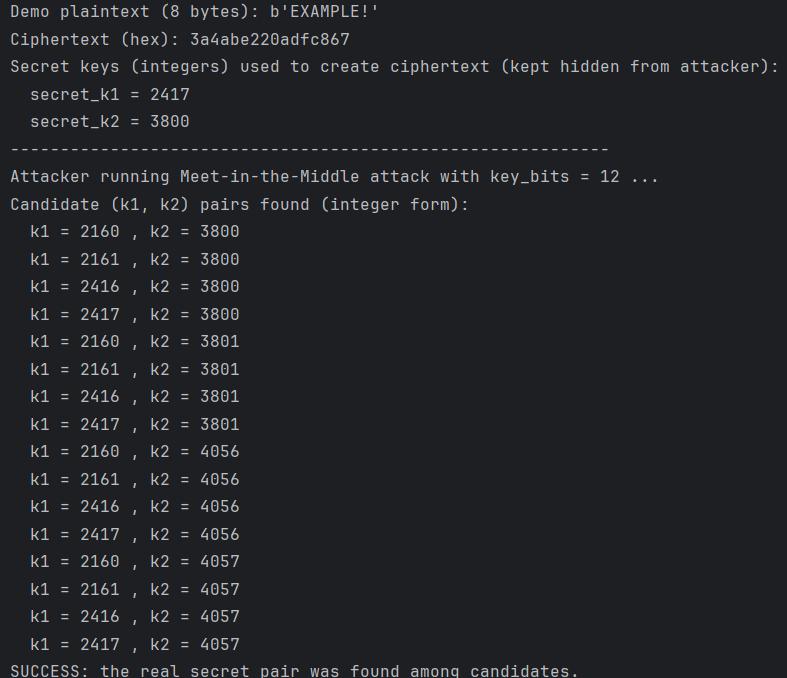 Demo plaintext (8 bytes): b'EXAMPLE!'
Ciphertext (hex): 3a4abe220adfc867
Secret keys (integers) used to create ciphertext (kept hidden from attacker):
  secret_k1 = 2417
  secret_k2 = 3800
------------------------------------------------------------
Attacker running Meet-in-the-Middle attack with key_bits = 12 ...
Candidate (k1, k2) pairs found (integer form):
  k1 = 2160 , k2 = 3800
  k1 = 2161 , k2 = 3800
  k1 = 2416 , k2 = 3800
  k1 = 2417 , k2 = 3800
  k1 = 2160 , k2 = 3801
  k1 = 2161 , k2 = 3801
  k1 = 2416 , k2 = 3801
  k1 = 2417 , k2 = 3801
  k1 = 2160 , k2 = 4056
  k1 = 2161 , k2 = 4056
  k1 = 2416 , k2 = 4056
  k1 = 2417 , k2 = 4056
  k1 = 2160 , k2 = 4057
  k1 = 2161 , k2 = 4057
  k1 = 2416 , k2 = 4057
  k1 = 2417 , k2 = 4057
SUCCESS: the real secret pair was found among candidates.